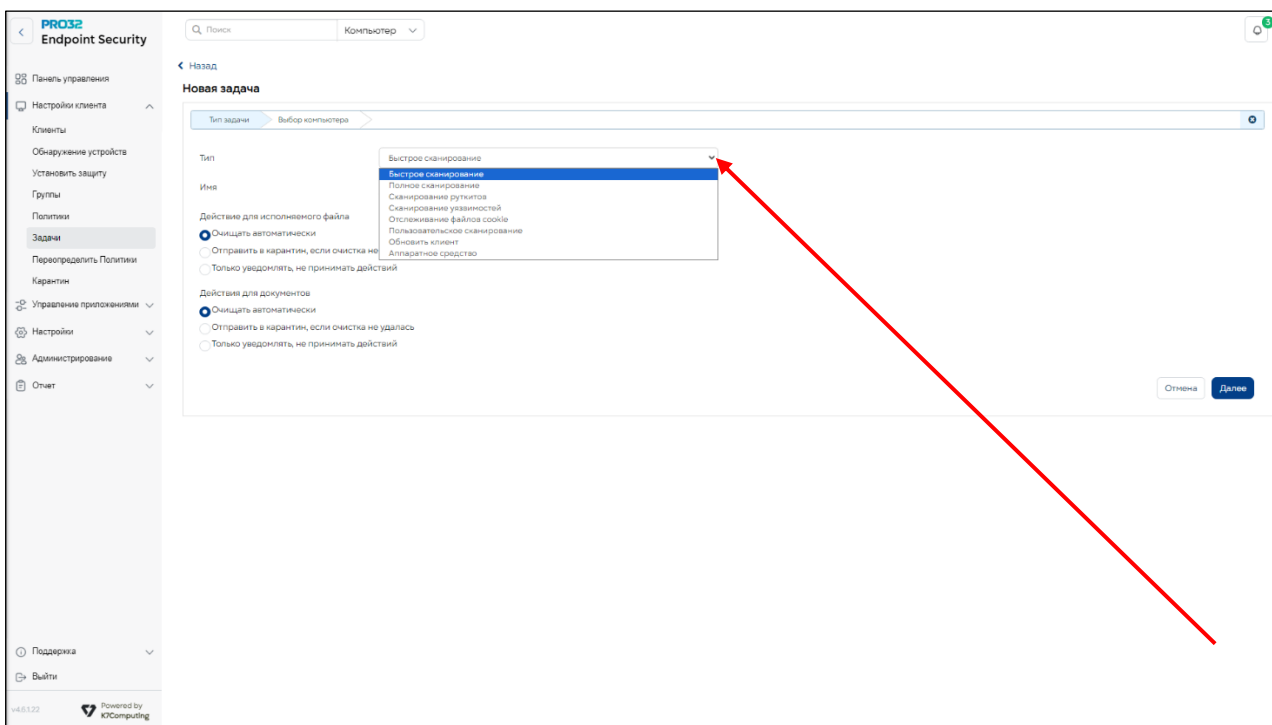 PRO32
Endpoint Security
Поиск
Компьютер
3
Панель управления
Настройки клиента
Клиенты
Обнаружение устройств
Установить защиту
Группы
Политики
Задачи
Переопределить Политики
Карантин
Управление приложениями
Настройки
Администрирование
Отчет
Поддержка
Выйти
v4.6.1.22
Powered by
K7Computing
Назад
Новая задача
Тип задачи
Выбор компьютера
Тип
Быстрое сканирование
Быстрое сканирование
Полное сканирование
Сканирование руткитов
Сканирование уязвимостей
Отслеживание файлов cookie
Пользовательское сканирование
Обновить клиент
Аппаратное средство
Имя
Действие для исполняемого файла
Очищать автоматически
Отправить в карантин, если очистка не
Только уведомлять, не принимать действий
Действия для документов
Очищать автоматически
Отправить в карантин, если очистка не удалась
Только уведомлять, не принимать действий
Отмена
Далее